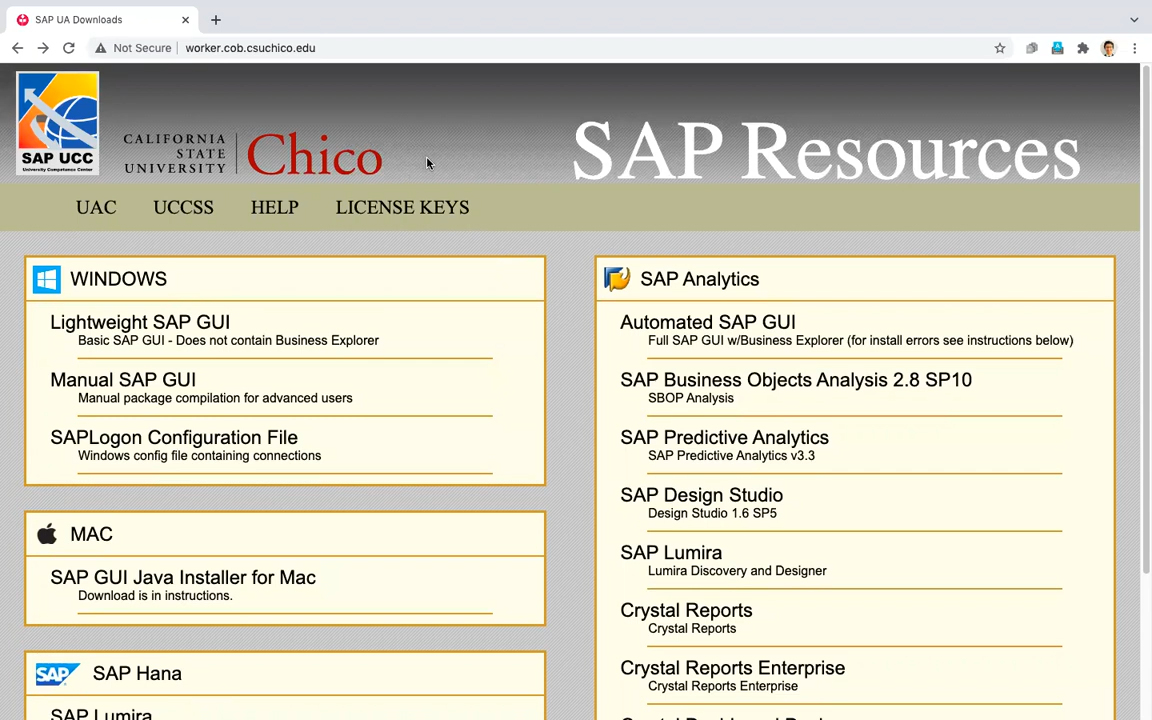 SAP UA Downloads
Not Secure
worker.cob.csuchico.edu
SAP UCC
University Competence Center
CALIFORNIA
STATE
UNIVERSITY
Chico
SAP Resources
UAC
UCCSS
HELP
LICENSE KEYS
WINDOWS
Lightweight SAP GUI
Basic SAP GUI - Does not contain Business Explorer
Manual SAP GUI
Manual package compilation for advanced users
SAPLogon Configuration File
Windows config file containing connections
MAC
SAP GUI Java Installer for Mac
Download is in instructions.
SAP
SAP Hana
SAP Lumira
SAP Analytics
Automated SAP GUI
Full SAP GUI w/Business Explorer (for install errors see instructions below)
SAP Business Objects Analysis 2.8 SP10
SBOP Analysis
SAP Predictive Analytics
SAP Predictive Analytics v3.3
SAP Design Studio
Design Studio 1.6 SP5
SAP Lumira
Lumira Discovery and Designer
Crystal Reports
Crystal Reports
Crystal Reports Enterprise
Crystal Reports Enterprise